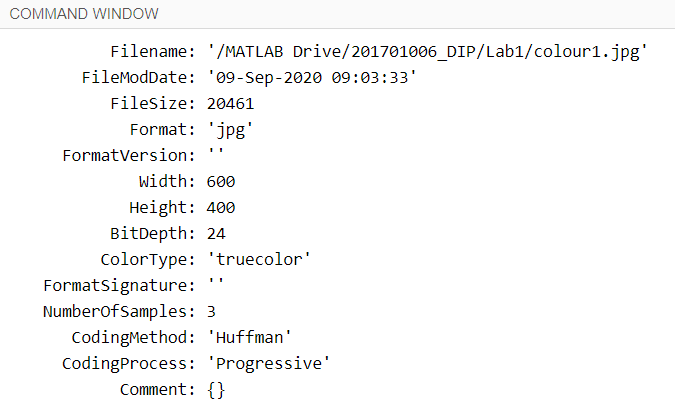 COMMAND WINDOW
Filename: '/MATLAB Drive/201701006_DIP/Lab1/colour1.jpg'
FileModDate: '09-Sep-2020 09:03:33'
FileSize: 20461
Format: 'jpg'
FormatVersion: ''
Width: 600
Height: 400
BitDepth: 24
ColorType: 'truecolor'
FormatSignature: ''
NumberOfSamples: 3
CodingMethod: 'Huffman'
CodingProcess: 'Progressive'
Comment: {}